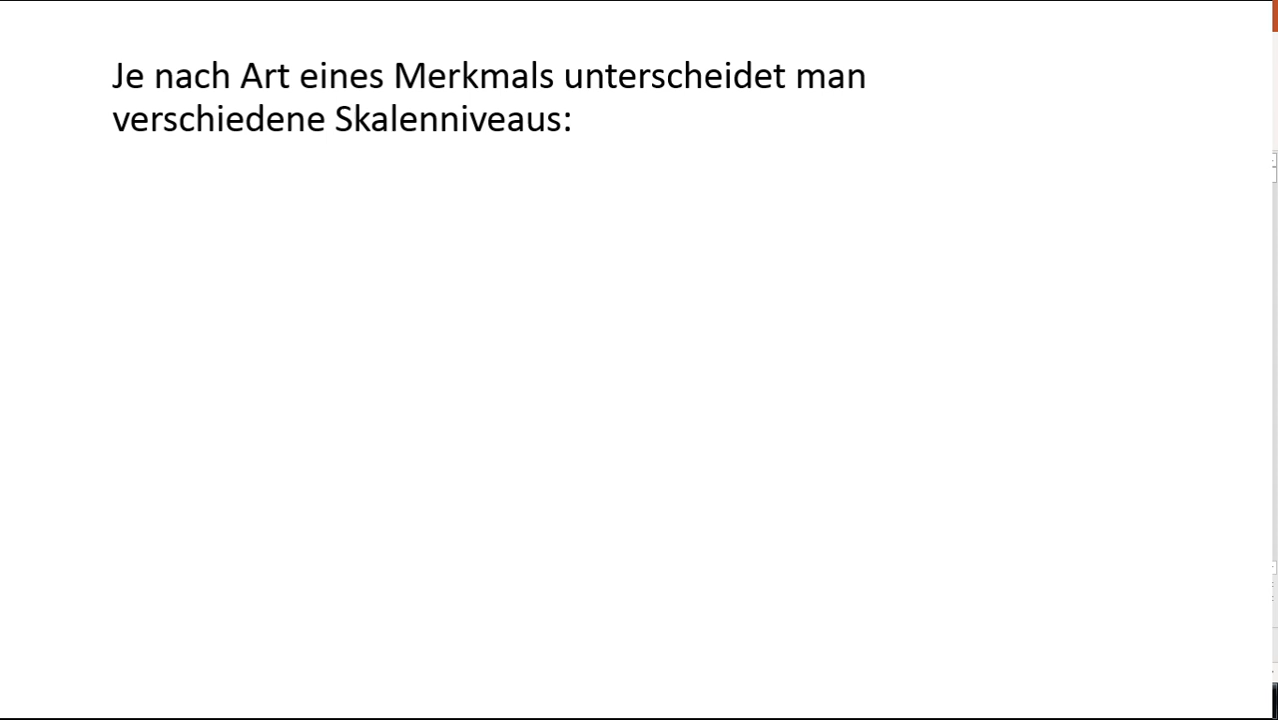 Je nach Art eines Merkmals unterscheidet man
verschiedene Skalenniveaus: